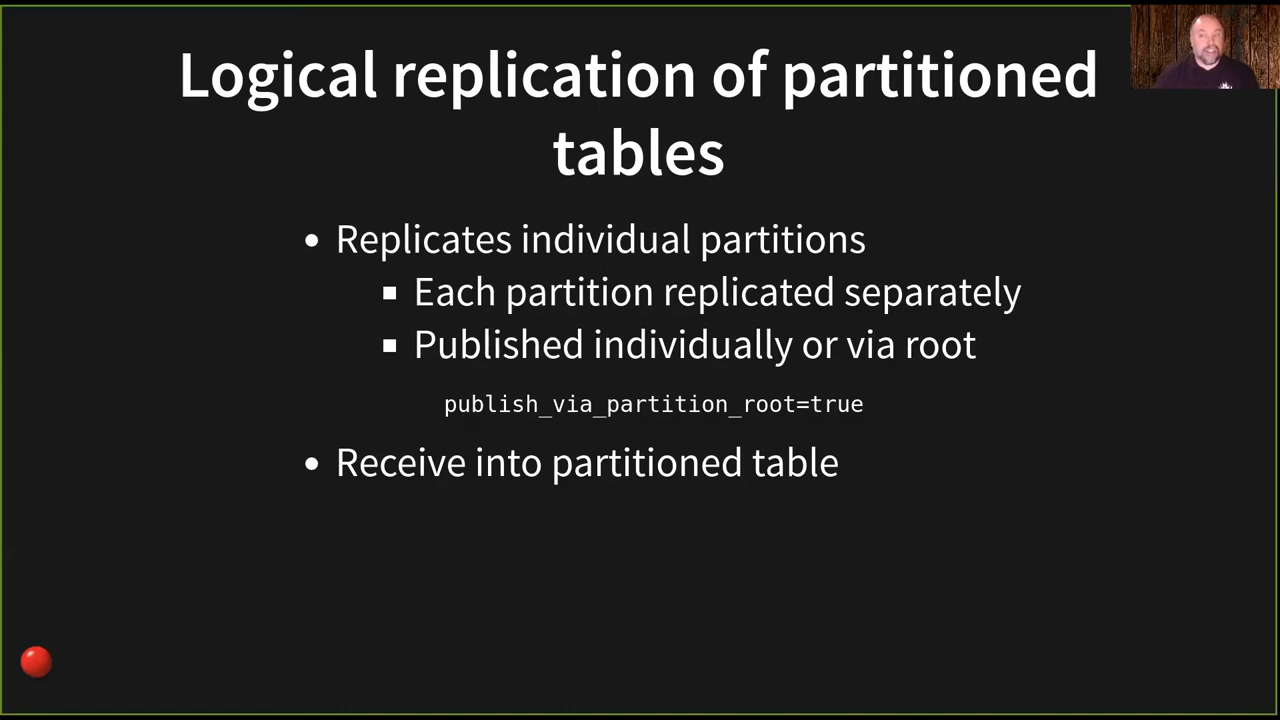 Logical replication of partitioned
tables
Replicates individual partitions
Each partition replicated separately
Published individually or via root
publish_via_partition_root=true
Receive into partitioned table